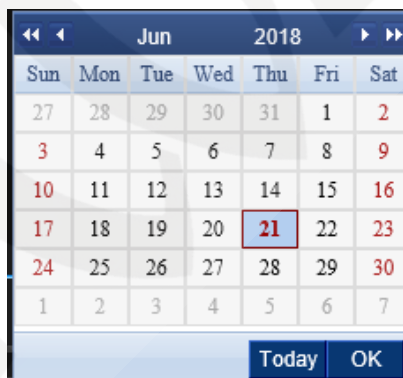 Jun 2018
Sun Mon Tue Wed Thu Fri Sat
27 28 29 30 31 1 2
3 4 5 6 7 8 9
10 11 12 13 14 15 16
17 18 19 20 21 22 23
24 25 26 27 28 29 30
1 2 3 4 5 6 7
Today OK